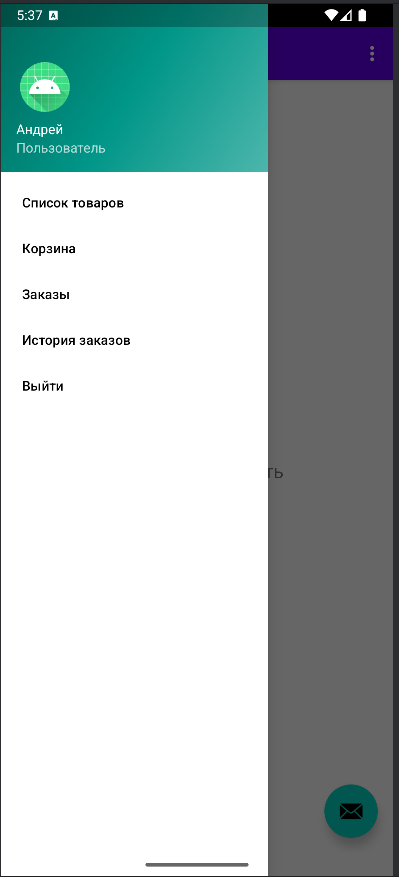 5:37 A
Андрей
Пользователь
Список товаров
Корзина
Заказы
История заказов
Выйти
ть